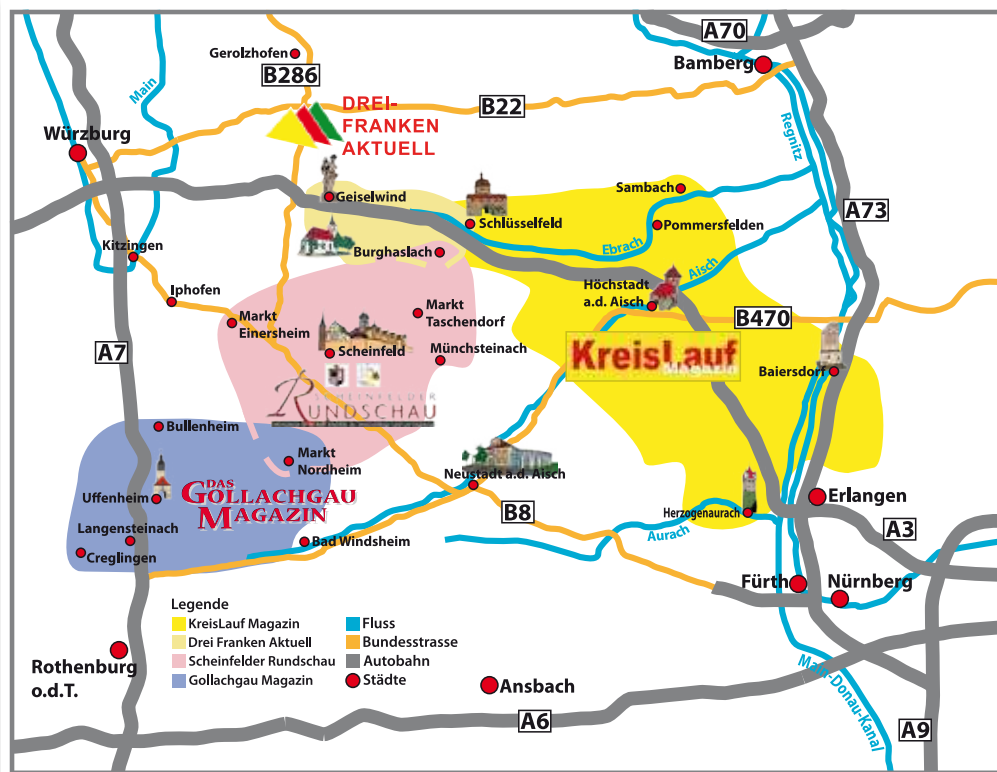 A70
Gerolzhofen
Bamberg
B286
Main
DREI-
FRANKEN
AKTUELL
B22
Regnitz
Würzburg
Geiselwind
Sambach
Schlüsselfeld
Pommersfelden
A73
Kitzingen
Burghaslach
Ebrach
Aisch
Iphofen
Höchstadt
a.d. Aisch
Markt
Einersheim
Markt
Taschendorf
B470
A7
Scheinfeld
Münchsteinach
KreisLauf
Magazin
Baiersdorf
SCHEINFELDER
RUNDSCHAU
Bullenheim
Markt
Nordheim
Neustadt a.d. Aisch
Uffenheim
DAS
GOLLACHGAU
MAGAZIN
Erlangen
B8
Herzogenaurach
Langensteinach
Aurach
A3
Creglingen
Bad Windsheim
Fürth
Nürnberg
Legende
KreisLauf Magazin
Drei Franken Aktuell
Scheinfelder Rundschau
Gollachgau Magazin
Fluss
Bundesstrasse
Autobahn
Städte
Rothenburg
o.d.T.
Ansbach
Main-Donau-Kanal
A6
A9